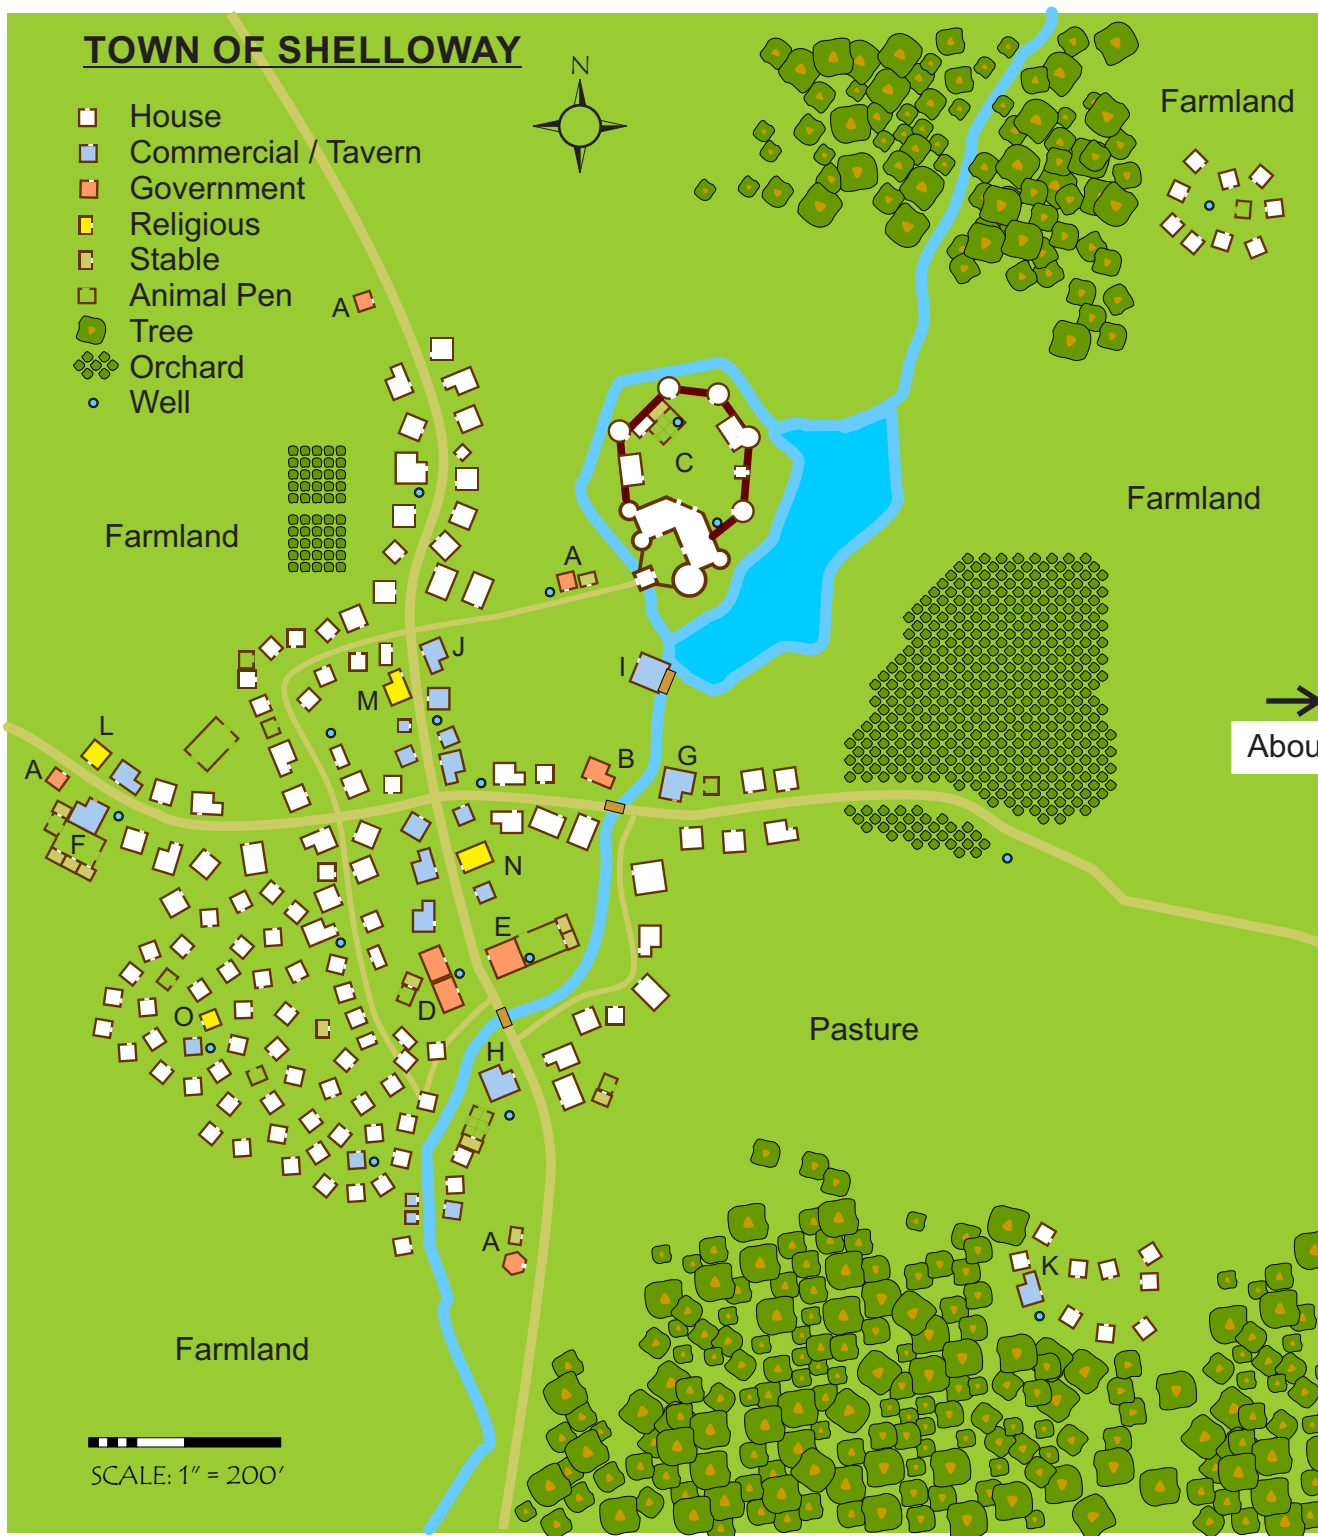 TOWN OF SHELLOWAY
N
House
Commercial / Tavern
Government
Religious
Stable
Animal Pen
Tree
Orchard
Well
Farmland
A
C
Farmland
Farmland
A
J
I
M
L
A
B
G
Abou
F
N
E
O
D
H
Pasture
A
K
Farmland
SCALE: 1" = 200'